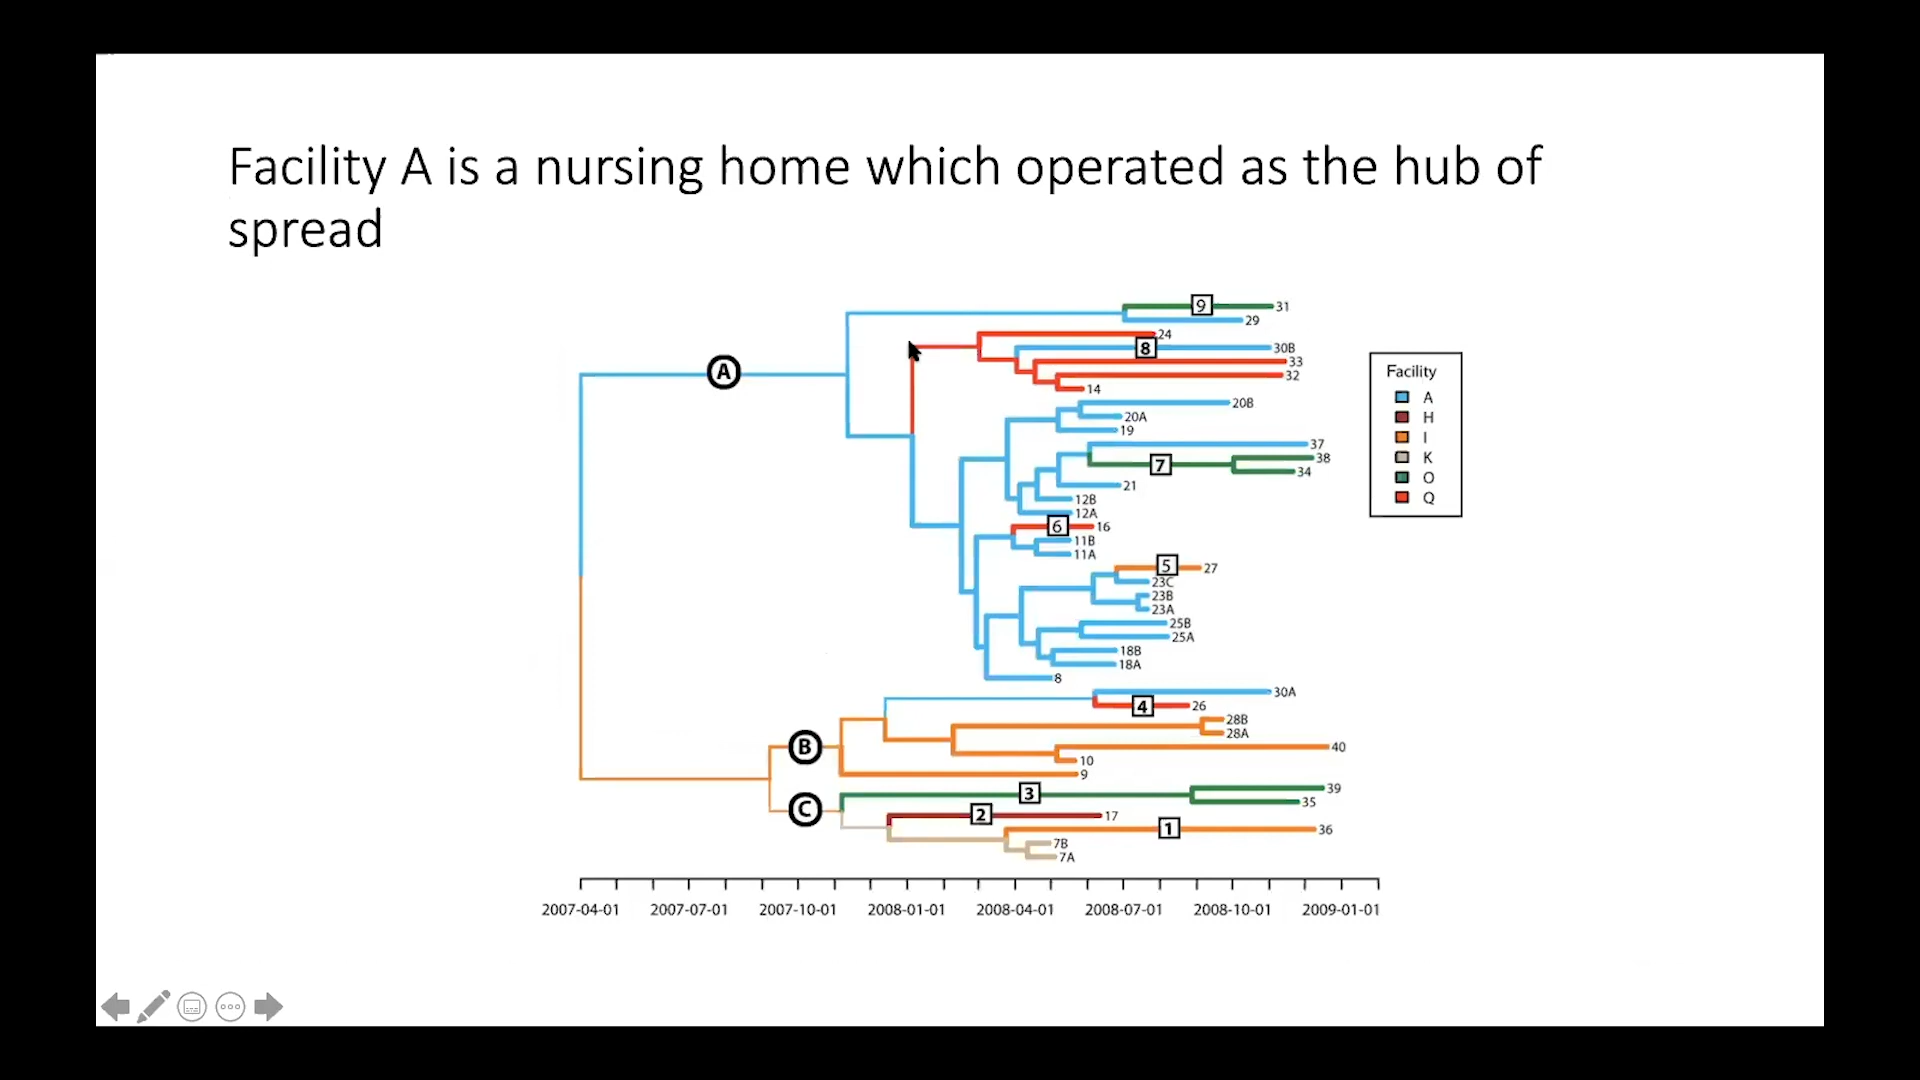 Facility A is a nursing home which operated as the hub of
spread
9
31
29
24
8
30B
33
32
14
A
20B
20A
19
37
7
38
34
21
12B
12A
6
16
11B
11A
5
27
23C
23B
23A
25B
25A
18B
18A
8
30A
4
26
28B
28A
B
40
10
9
3
39
C
35
2
17
1
36
7B
7A
Facility
A
H
I
K
O
Q
2007-04-01 2007-07-01 2007-10-01 2008-01-01 2008-04-01 2008-07-01 2008-10-01 2009-01-01